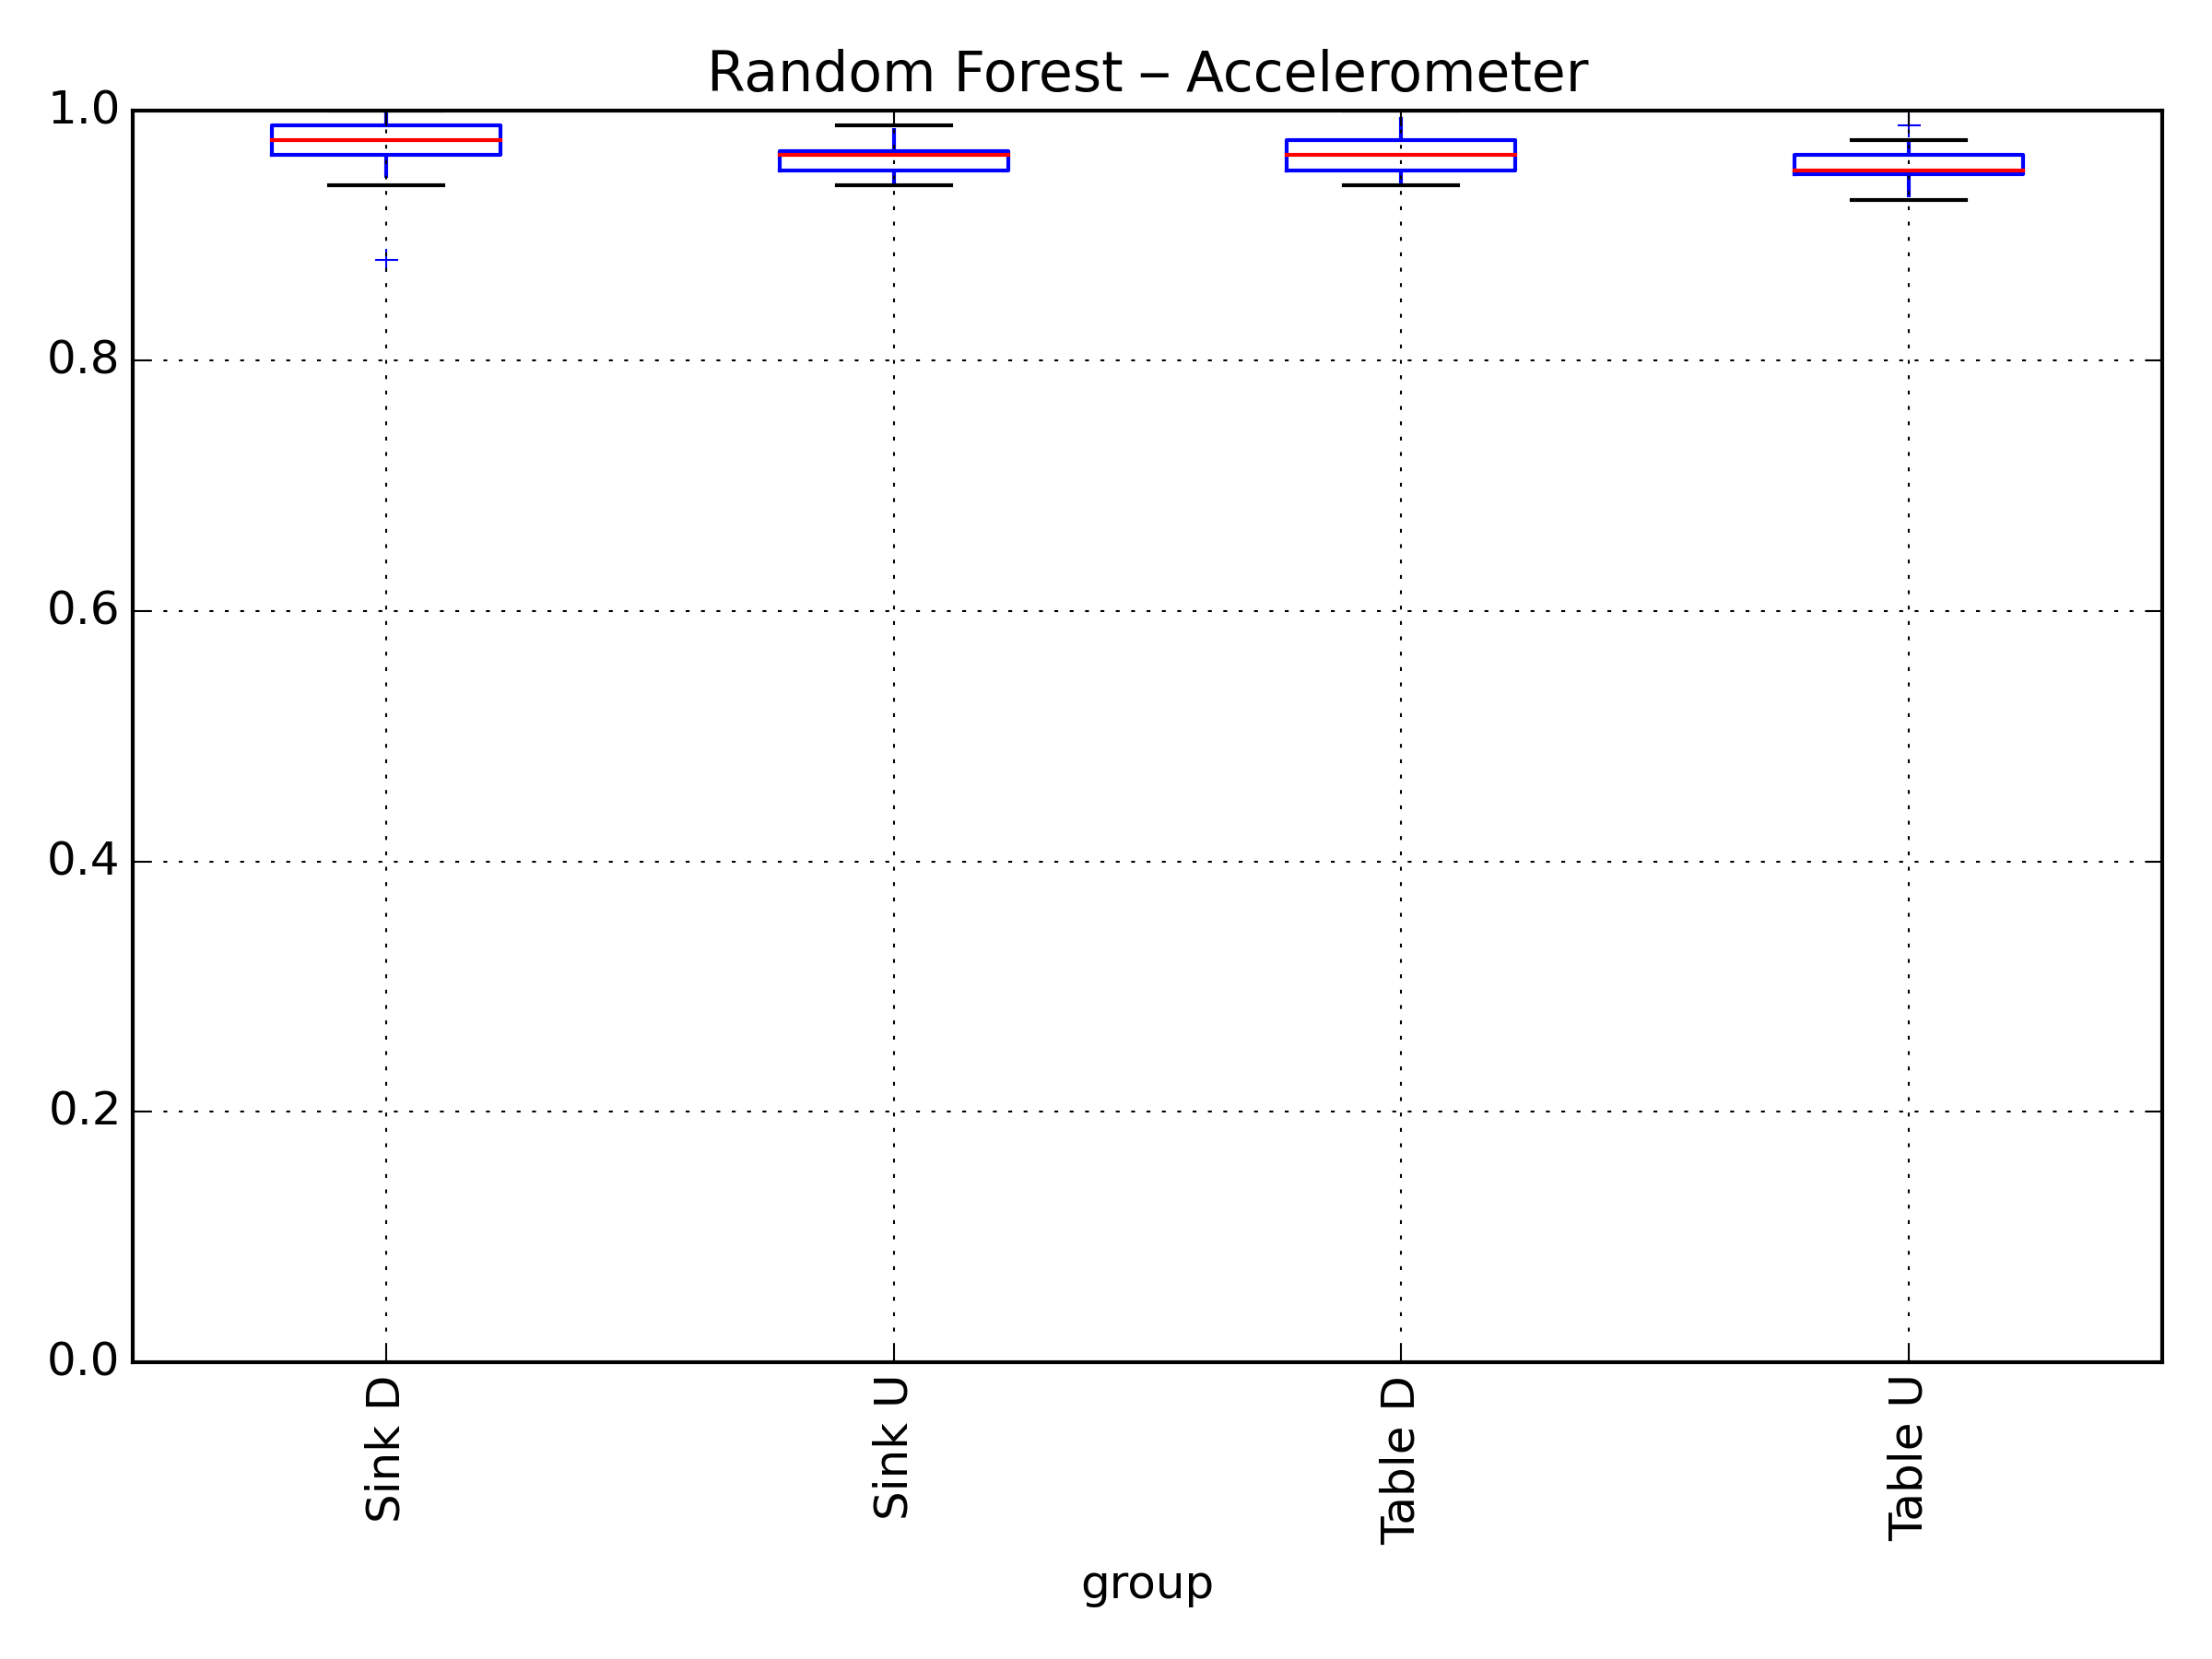 Random Forest – Accelerometer
1.0
0.8
0.6
0.4
0.2
0.0
Sink D
Sink U
Table D
Table U
group